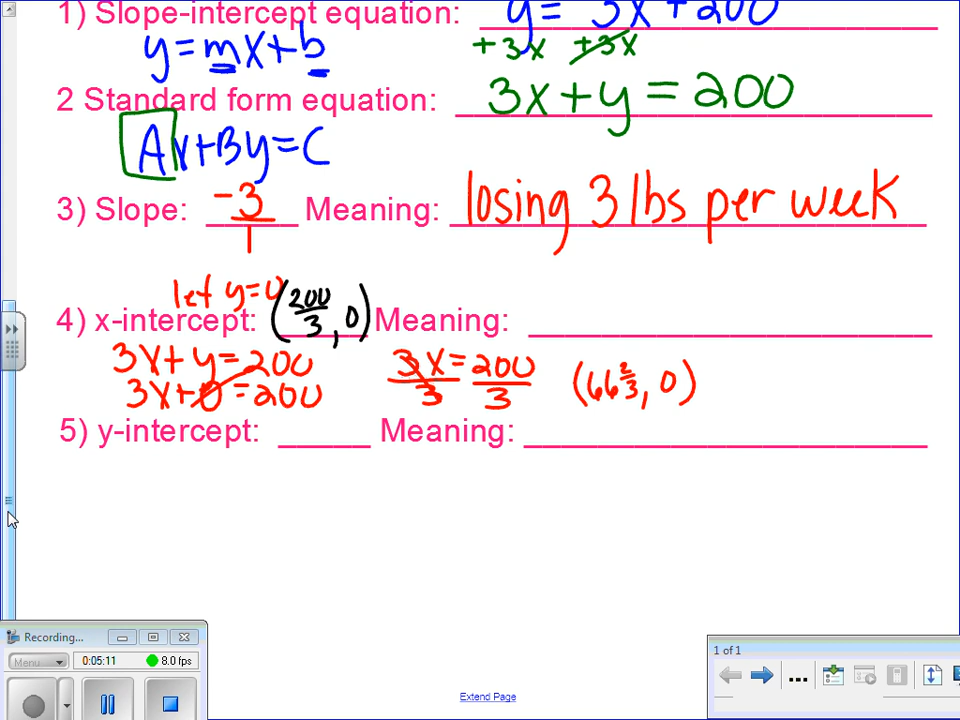 1) Slope-intercept equation: y = 3x + 200
+3x +3x
y = mx + b
2 Standard form equation: 3x + y = 200
Ax + By = C
3) Slope: -3/1 Meaning: losing 3 lbs per week
let y = 0
4) x-intercept: (200/3, 0) Meaning:
3x + y = 200 3x = 200
3x + 0 = 200 3 3 (66 2/3, 0)
5) y-intercept: Meaning:
Recording...
1 of 1
Menu 0:05:11 8.0 fps
Extend Page